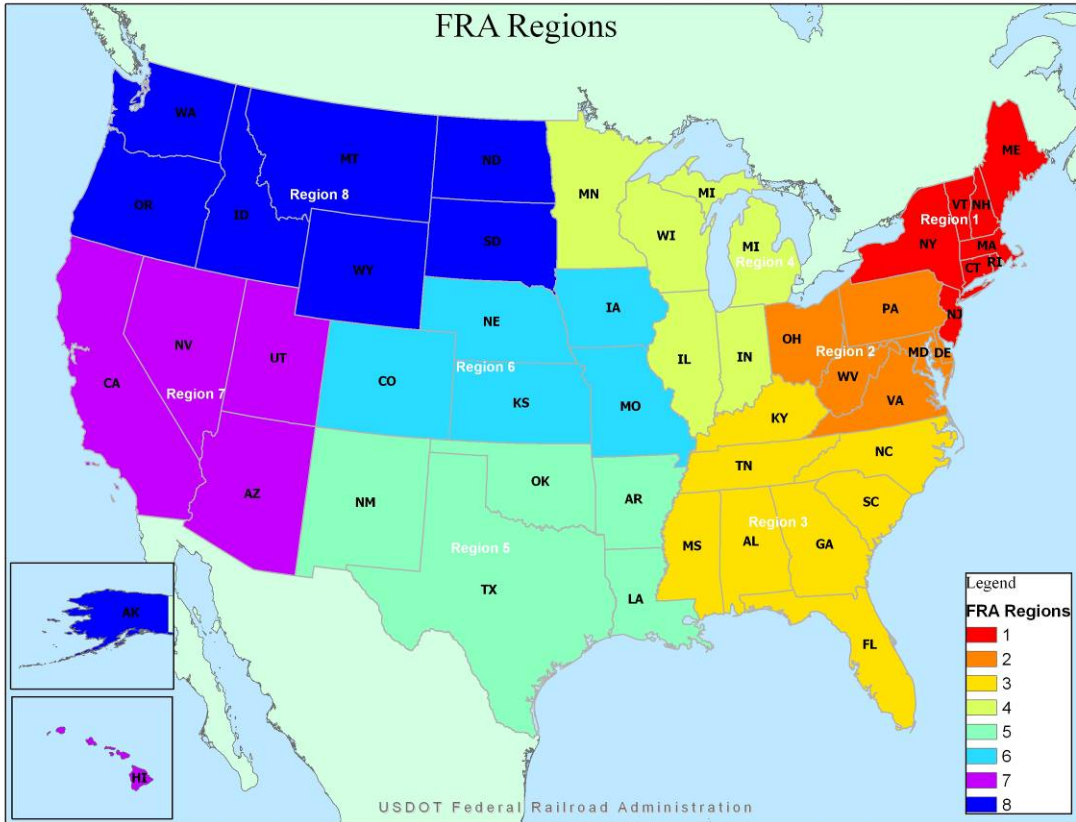 FRA Regions
WA
MT
ND
MN
ME
MI
VT
NH
Region 8
OR
ID
Region 1
WI
SD
MI
NY
MA
Region 4
RI
WY
CT
IA
PA
NJ
NE
OH
NV
UT
Region 2
MD
DE
IL
IN
CA
CO
Region 6
WV
Region 7
KS
MO
VA
KY
NC
TN
OK
AZ
NM
AR
SC
Region 3
Region 5
MS
AL
GA
TX
LA
AK
FL
HI
Legend
FRA Regions
1
2
3
4
5
6
7
8
USDOT Federal Railroad Administration